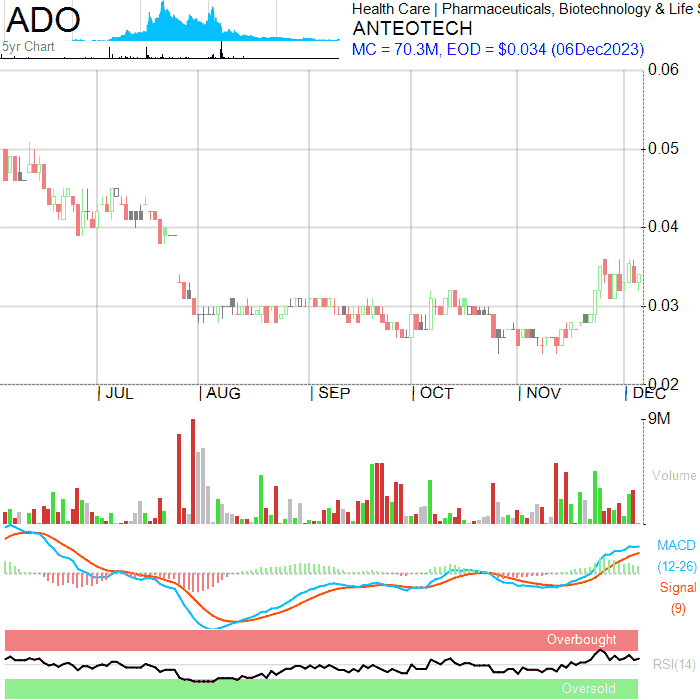 ADO
5yr Chart
Health Care | Pharmaceuticals, Biotechnology & Life S
ANTEOTECH
MC = 70.3M, EOD = $0.034 (06Dec2023)
0.06
0.05
0.04
0.03
0.02
JUL
AUG
SEP
OCT
NOV
DEC
9M
Volume
MACD
(12-26)
Signal
(9)
Overbought
RSI(14)
Oversold